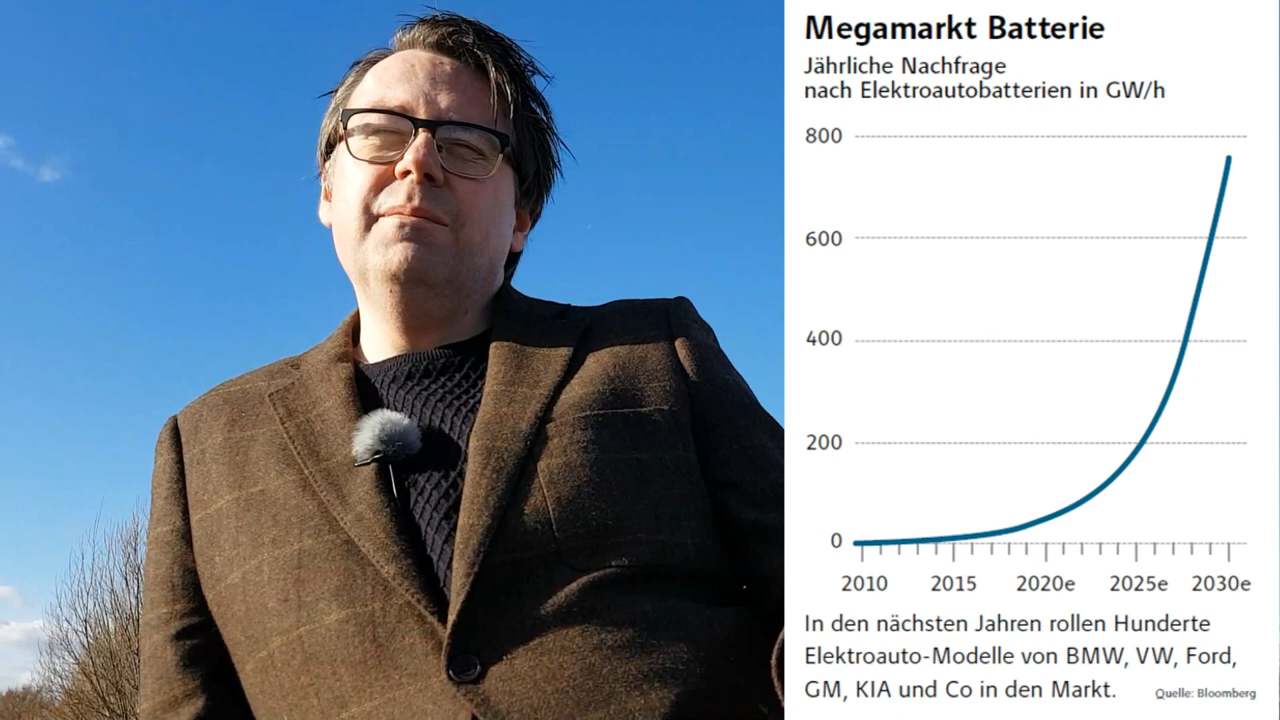 Megamarkt Batterie
Jährliche Nachfrage
nach Elektroautobatterien in GW/h
800
600
400
200
0
2010 2015 2020e 2025e 2030e
In den nächsten Jahren rollen Hunderte
Elektroauto-Modelle von BMW, VW, Ford,
GM, KIA und Co in den Markt.
Quelle: Bloomberg